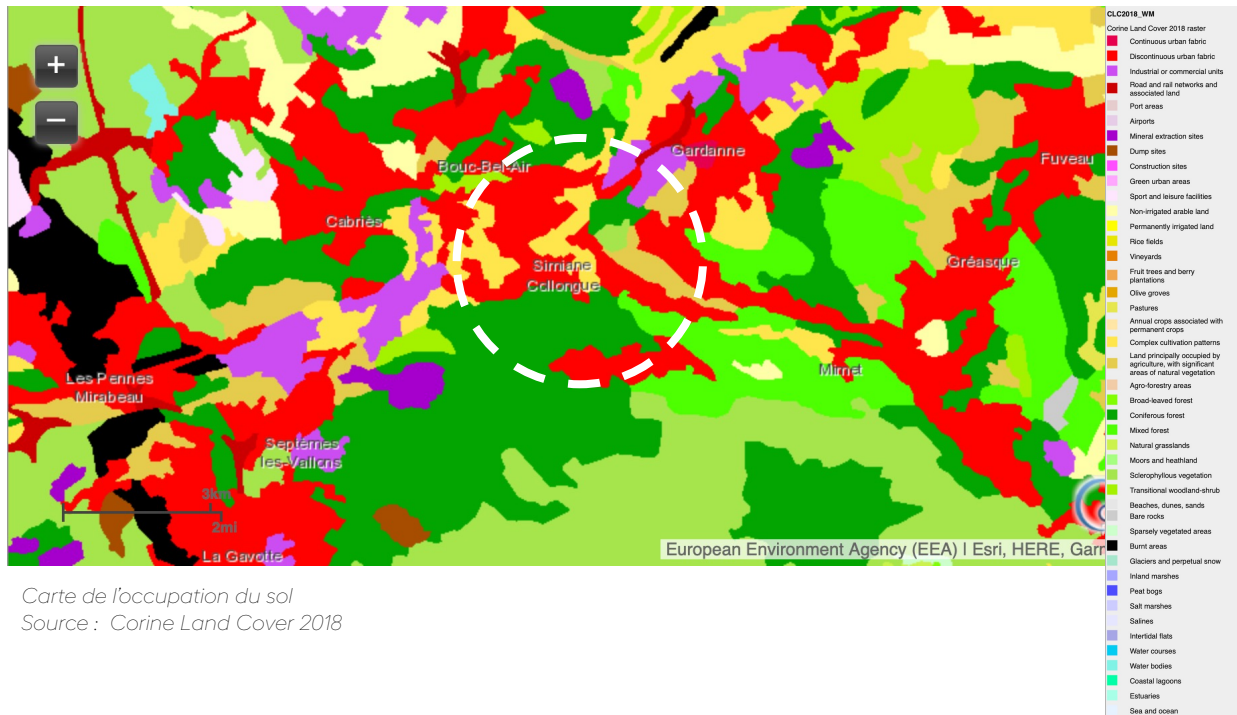 +
−
Bouc-Bel-Air
Gardanne
Fuveau
Cabriès
Simiane
Collongue
Gréasque
Les Pennes
Mirabeau
Mimet
Septèmes
les-Vallons
3km
2mi
La Gavotte
European Environment Agency (EEA) | Esri, HERE, Garr
CLC2018_WM
Corine Land Cover 2018 raster
Continuous urban fabric
Discontinuous urban fabric
Industrial or commercial units
Road and rail networks and
associated land
Port areas
Airports
Mineral extraction sites
Dump sites
Construction sites
Green urban areas
Sport and leisure facilities
Non-irrigated arable land
Permanently irrigated land
Rice fields
Vineyards
Fruit trees and berry
plantations
Olive groves
Pastures
Annual crops associated with
permanent crops
Complex cultivation patterns
Land principally occupied by
agriculture, with significant
areas of natural vegetation
Agro-forestry areas
Broad-leaved forest
Coniferous forest
Mixed forest
Natural grasslands
Moors and heathland
Sclerophyllous vegetation
Transitional woodland-shrub
Beaches, dunes, sands
Bare rocks
Sparsely vegetated areas
Burnt areas
Glaciers and perpetual snow
Inland marshes
Peat bogs
Salt marshes
Salines
Intertidal flats
Water courses
Water bodies
Coastal lagoons
Estuaries
Sea and ocean
Carte de l'occupation du sol
Source : Corine Land Cover 2018